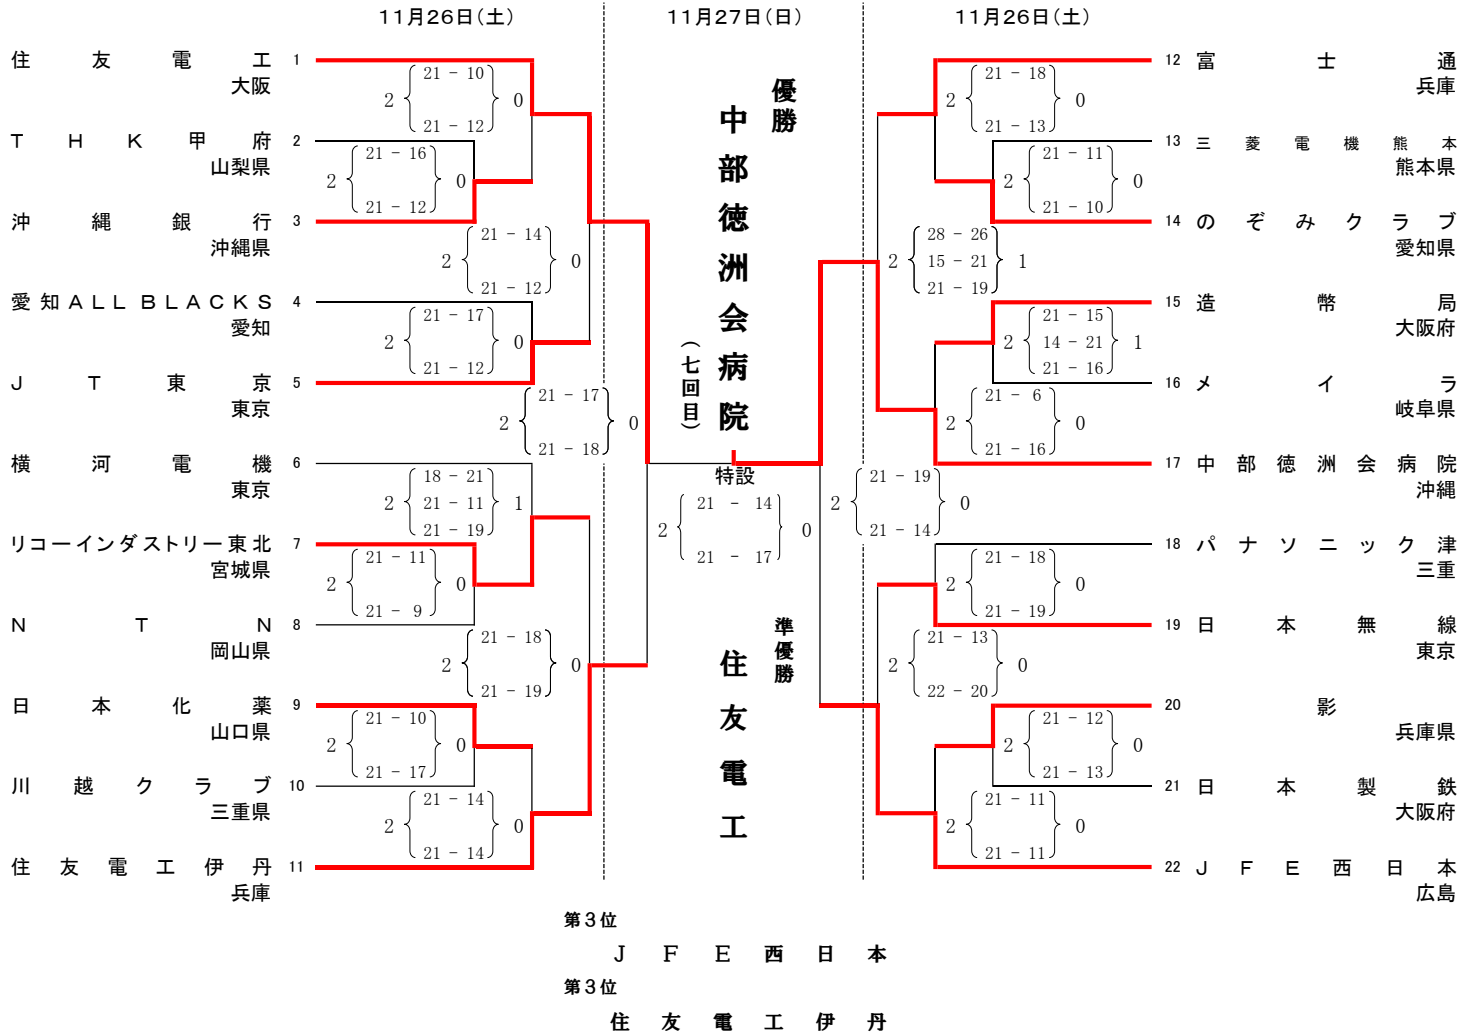 11月26日(土)
11月27日(日)
11月26日(土)
住友電工 1
大阪
2 { 21 - 10 21 - 12 } 0
THK甲府 2
山梨県
2 { 21 - 16 21 - 12 } 0
沖縄銀行 3
沖縄県
2 { 21 - 14 21 - 12 } 0
愛知ALL BLACKS 4
愛知
2 { 21 - 17 21 - 12 } 0
JT東京 5
東京
2 { 21 - 17 21 - 18 } 0
横河電機 6
東京
2 { 18 - 21 21 - 11 21 - 19 } 1
リコーインダストリー東北 7
宮城県
2 { 21 - 11 21 - 9 } 0
NTN 8
岡山県
2 { 21 - 18 21 - 19 } 0
日本化薬 9
山口県
2 { 21 - 10 21 - 17 } 0
川越クラブ 10
三重県
2 { 21 - 14 21 - 14 } 0
住友電工伊丹 11
兵庫
優勝
中部徳洲会病院
(七回目)
特設
2 { 21 - 14 21 - 17 } 0
準優勝
住友電工
12 富士通
兵庫
2 { 21 - 18 21 - 13 } 0
13 三菱電機熊本
熊本県
2 { 21 - 11 21 - 10 } 0
14 のぞみクラブ
愛知県
2 { 28 - 26 15 - 21 21 - 19 } 1
15 造幣局
大阪府
2 { 21 - 15 14 - 21 21 - 16 } 1
16 メイラ
岐阜県
2 { 21 - 6 21 - 16 } 0
17 中部徳洲会病院
沖縄
2 { 21 - 19 21 - 14 } 0
18 パナソニック津
三重
2 { 21 - 18 21 - 19 } 0
19 日本無線
東京
2 { 21 - 13 22 - 20 } 0
20 影
兵庫県
2 { 21 - 12 21 - 13 } 0
21 日本製鉄
大阪府
2 { 21 - 11 21 - 11 } 0
22 JFE西日本
広島
第3位
JFE西日本
第3位
住友電工伊丹